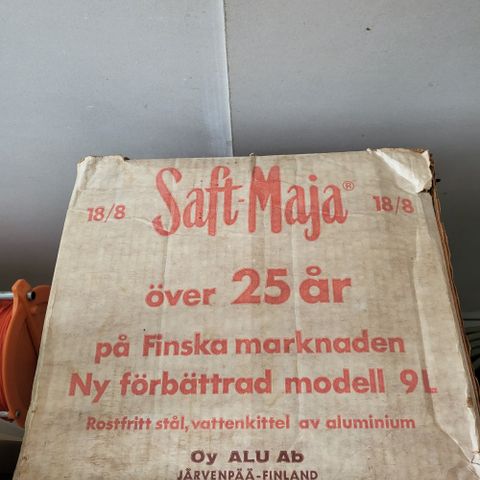 18/8 Saft-Maja® 18/8
över 25 år
på Finska marknaden
Ny förbättrad modell 9L
Rostfritt stål, vattenkittel av aluminium
Oy ALU Ab
JÄRVENPÄÄ-FINLAND